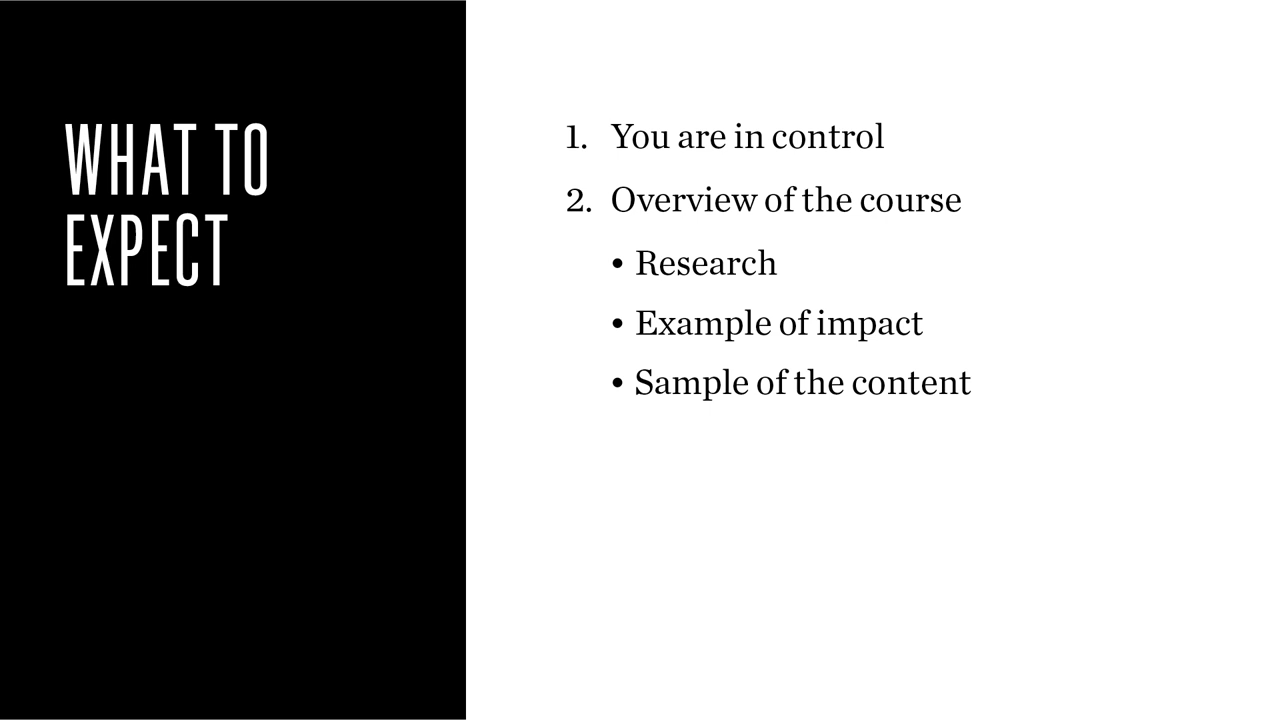 WHAT TO
EXPECT
1. You are in control
2. Overview of the course
• Research
• Example of impact
• Sample of the content